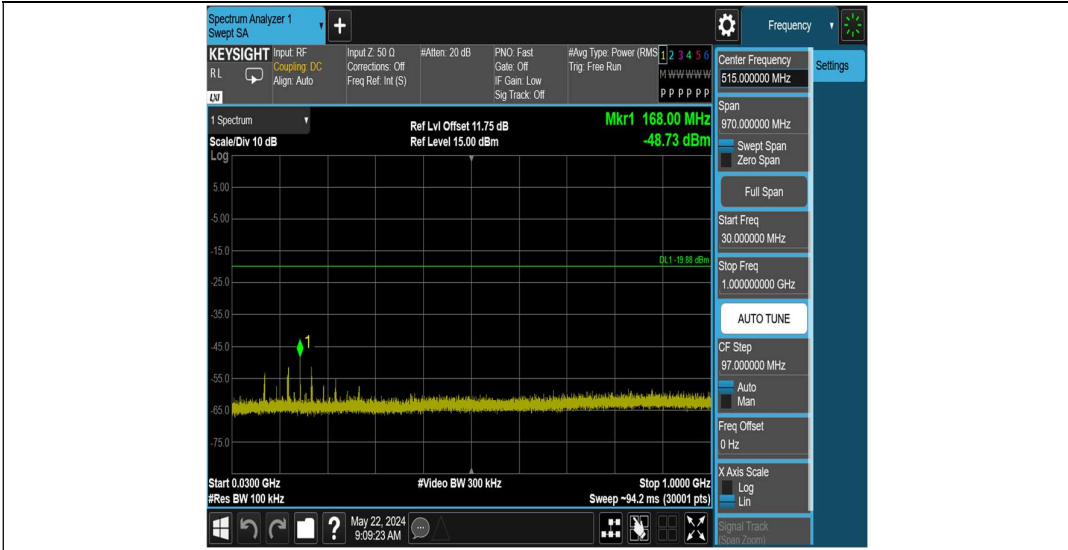 Spectrum Analyzer 1
Swept SA
Frequency
KEYSIGHT
RL
LXI
Input: RF
Coupling: DC
Align: Auto
Input Z: 50 Ω
Corrections: Off
Freq Ref: Int (S)
#Atten: 20 dB
PNO: Fast
Gate: Off
IF Gain: Low
Sig Track: Off
#Avg Type: Power (RMS
Trig: Free Run
1 2 3 4 5 6
M W W W W W
P P P P P P
1 Spectrum
Scale/Div 10 dB
Ref Lvl Offset 11.75 dB
Ref Level 15.00 dBm
Mkr1 168.00 MHz
-48.73 dBm
Log
5.00
-5.00
-15.0
-25.0
-35.0
-45.0
-55.0
-65.0
-75.0
DL1 -19.88 dBm
1
Start 0.0300 GHz
#Res BW 100 kHz
#Video BW 300 kHz
Stop 1.0000 GHz
Sweep ~94.2 ms (30001 pts)
May 22, 2024
9:09:23 AM
Center Frequency
515.000000 MHz
Settings
Span
970.000000 MHz
Swept Span
Zero Span
Full Span
Start Freq
30.000000 MHz
Stop Freq
1.000000000 GHz
AUTO TUNE
CF Step
97.000000 MHz
Auto
Man
Freq Offset
0 Hz
X Axis Scale
Log
Lin
Signal Track
(Span Zoom)